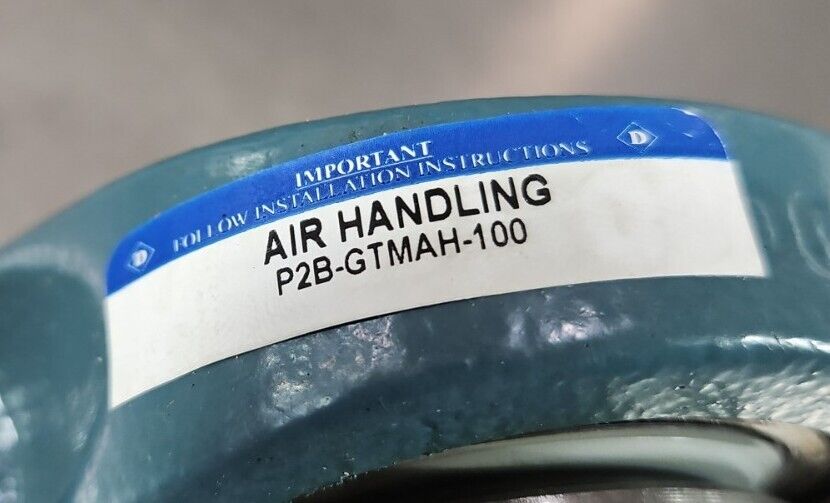 IMPORTANT
D FOLLOW INSTALLATION INSTRUCTIONS D
AIR HANDLING
P2B-GTMAH-100